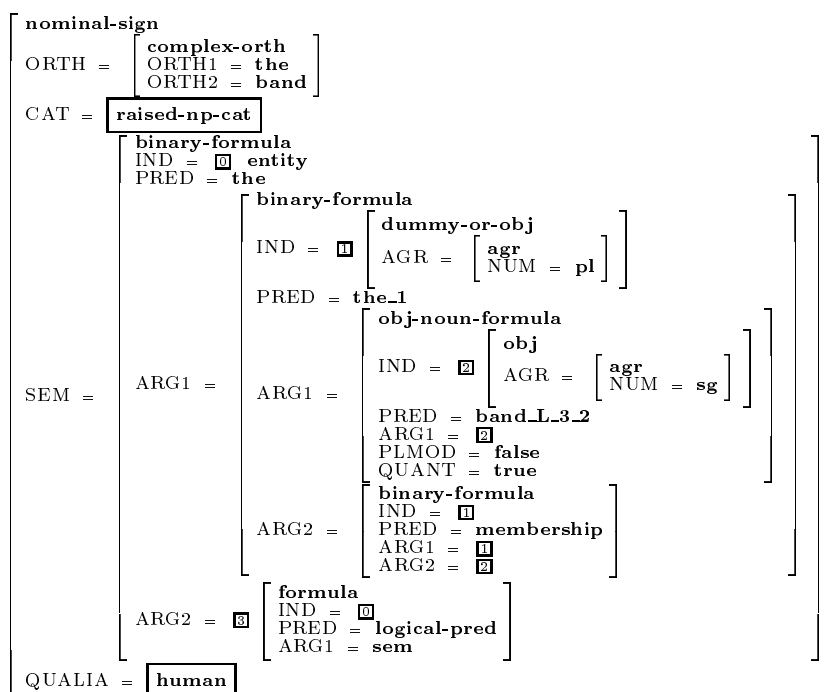 nominal-sign
complex-orth
ORTH = ORTH1 = the
ORTH2 = band
CAT = raised-np-cat
binary-formula
IND = 0 entity
PRED = the
binary-formula
dummy-or-obj
IND = 1 AGR = agr
NUM = pl
PRED = the_1
obj-noun-formula
obj
IND = 2 AGR = agr
NUM = sg
SEM = ARG1 = ARG1 = PRED = band_L_3_2
ARG1 = 2
PLMOD = false
QUANT = true
binary-formula
IND = 1
ARG2 = PRED = membership
ARG1 = 1
ARG2 = 2
formula
IND = 0
ARG2 = 3 PRED = logical-pred
ARG1 = sem
QUALIA = human